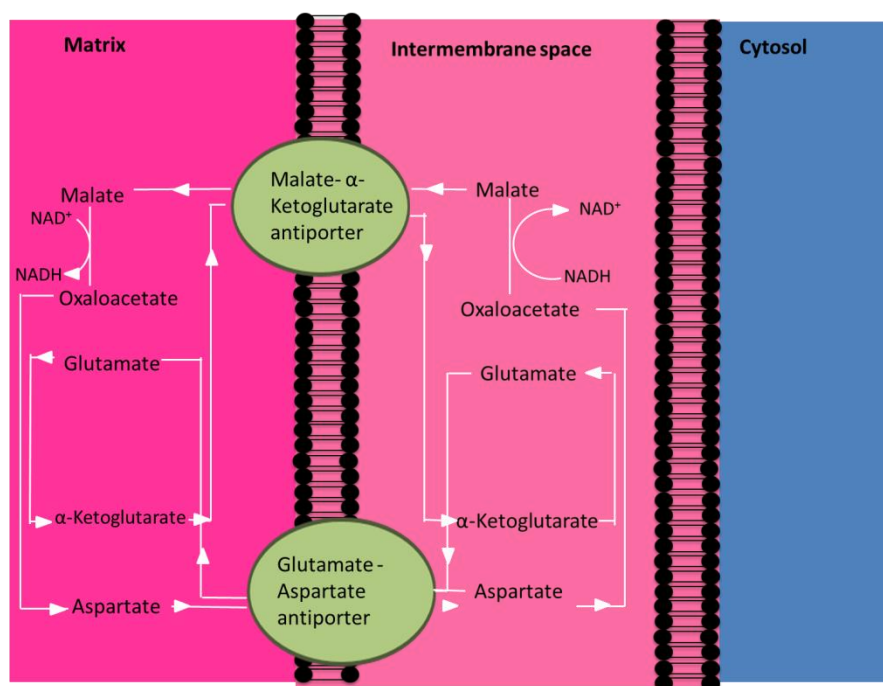 Matrix
Intermembrane space
Cytosol
Malate- α-
Ketoglutarate
antiporter
Malate
NAD⁺
NADH
Oxaloacetate
Glutamate
α-Ketoglutarate
Aspartate
Malate
NAD⁺
NADH
Oxaloacetate
Glutamate
α-Ketoglutarate
Aspartate
Glutamate -
Aspartate
antiporter